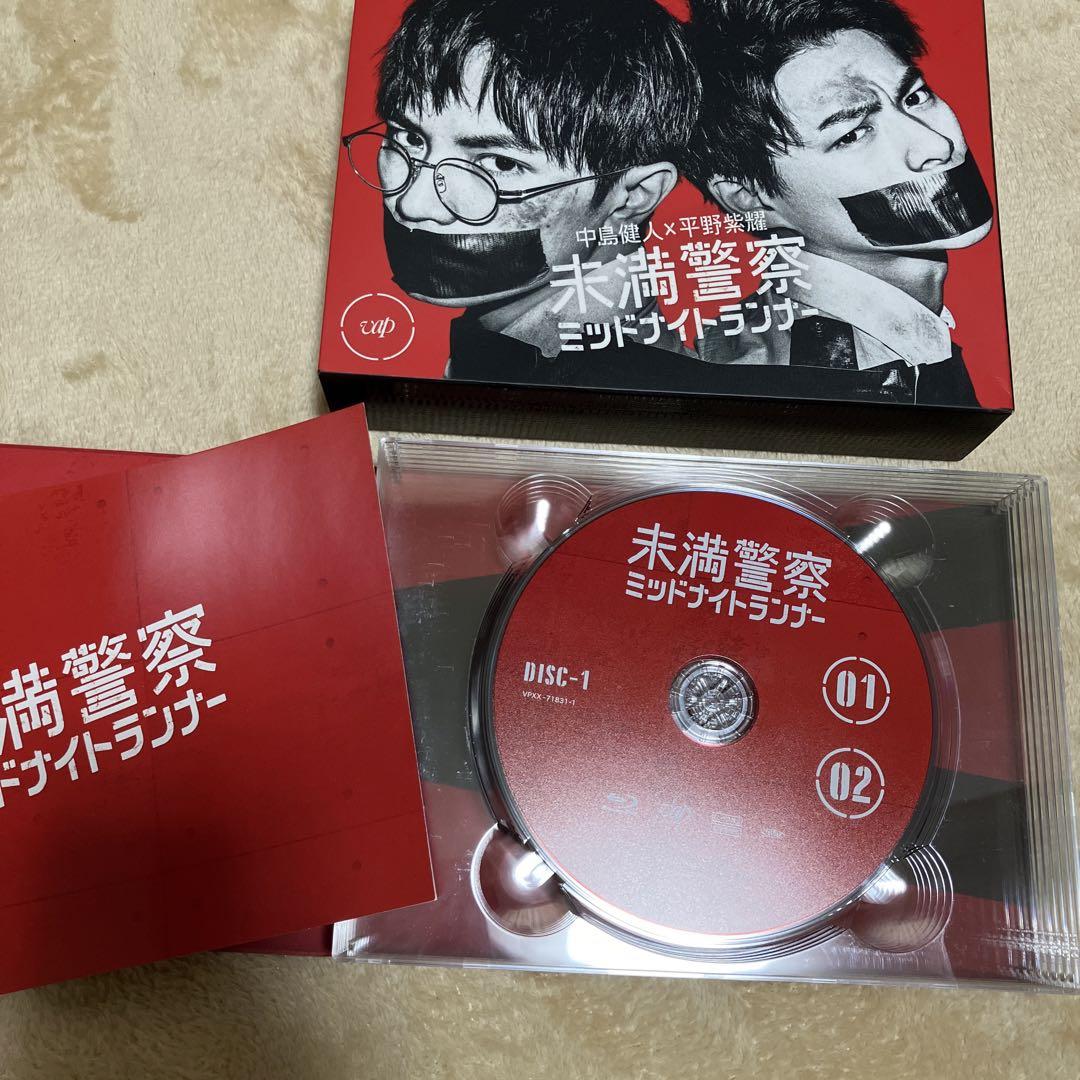 中島健人×平野紫耀
未満警察
ミッドナイトランナー
vap
未満警察
ミッドナイトランナー
DISC-1
VPXX-71831-1
01
02
満警察
ドナイトランナー